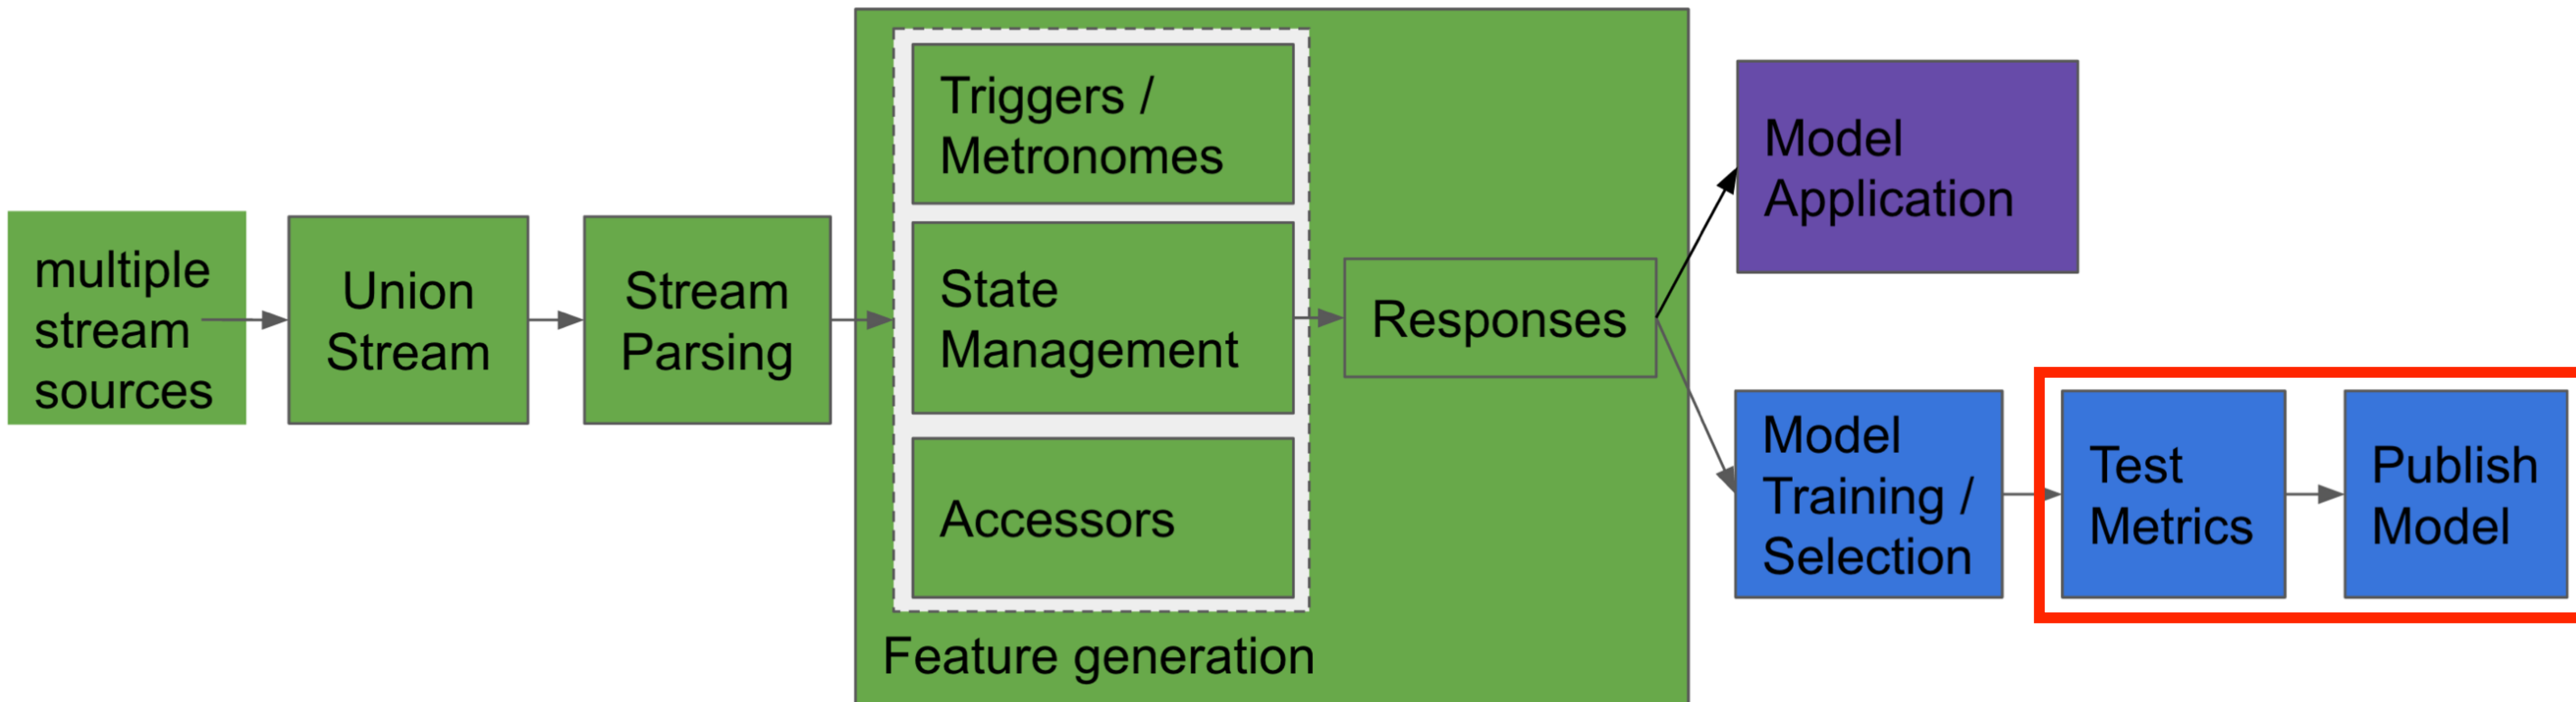 multiple
stream
sources
Union
Stream
Stream
Parsing
Triggers /
Metronomes
State
Management
Accessors
Feature generation
Responses
Model
Application
Model
Training /
Selection
Test
Metrics
Publish
Model